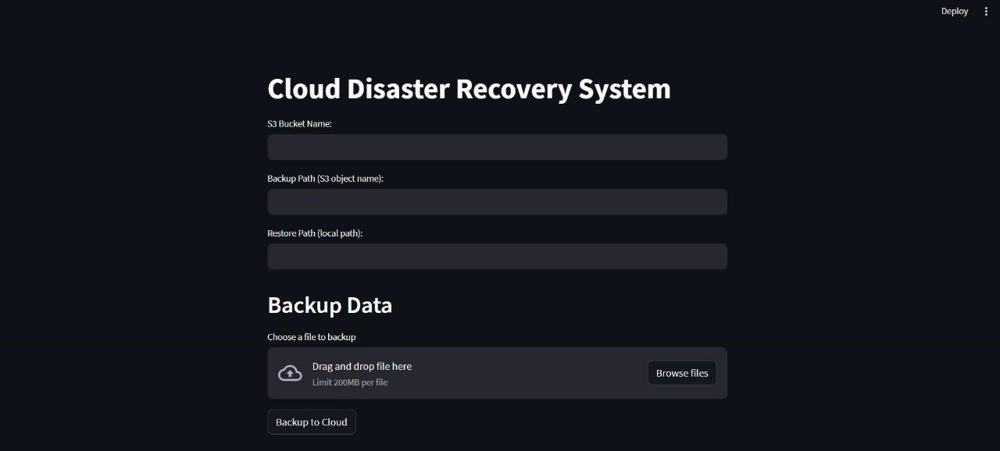 Deploy
Cloud Disaster Recovery System
S3 Bucket Name:
Backup Path (S3 object name):
Restore Path (local path):
Backup Data
Choose a file to backup
Drag and drop file here
Limit 200MB per file
Browse files
Backup to Cloud